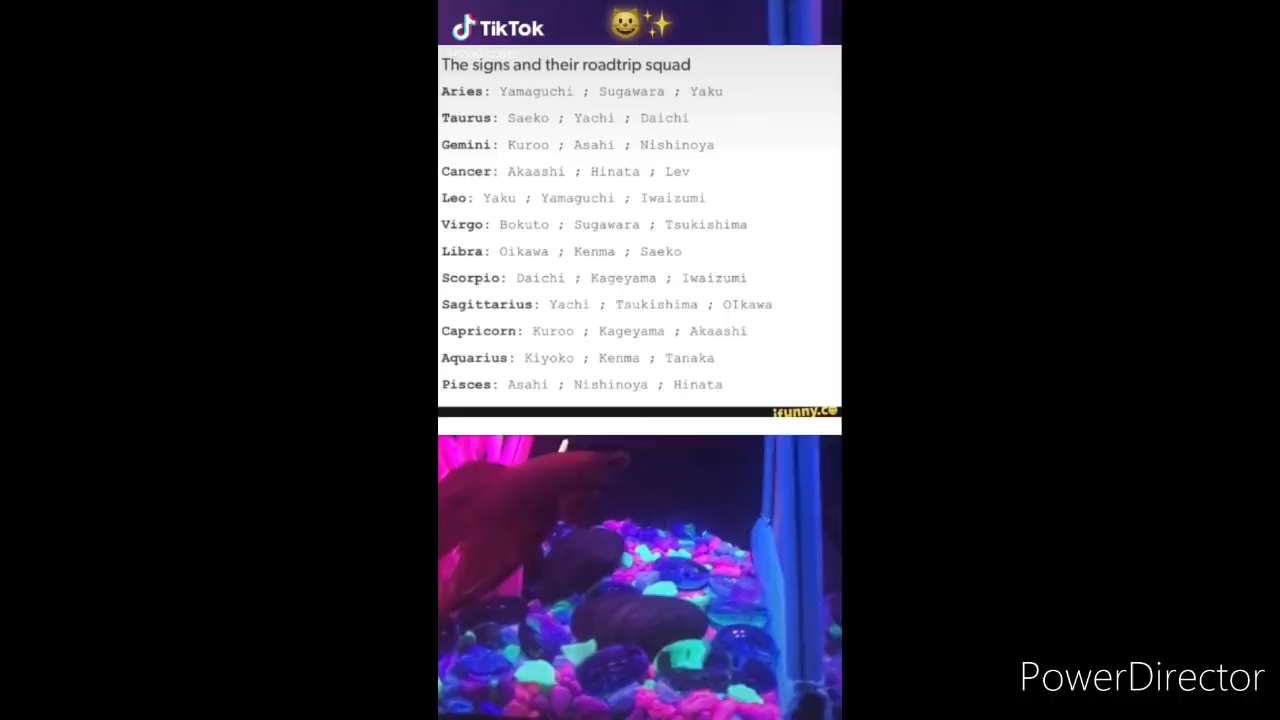 TikTok
The signs and their roadtrip squad
Aries: Yamaguchi ; Sugawara ; Yaku
Taurus: Saeko ; Yachi ; Daichi
Gemini: Kuroo ; Asahi ; Nishinoya
Cancer: Akaashi ; Hinata ; Lev
Leo: Yaku ; Yamaguchi ; Iwaizumi
Virgo: Bokuto ; Sugawara ; Tsukishima
Libra: Oikawa ; Kenma ; Saeko
Scorpio: Daichi ; Kageyama ; Iwaizumi
Sagittarius: Yachi ; Tsukishima ; OIkawa
Capricorn: Kuroo ; Kageyama ; Akaashi
Aquarius: Kiyoko ; Kenma ; Tanaka
Pisces: Asahi ; Nishinoya ; Hinata
ifunny.ce
PowerDirector